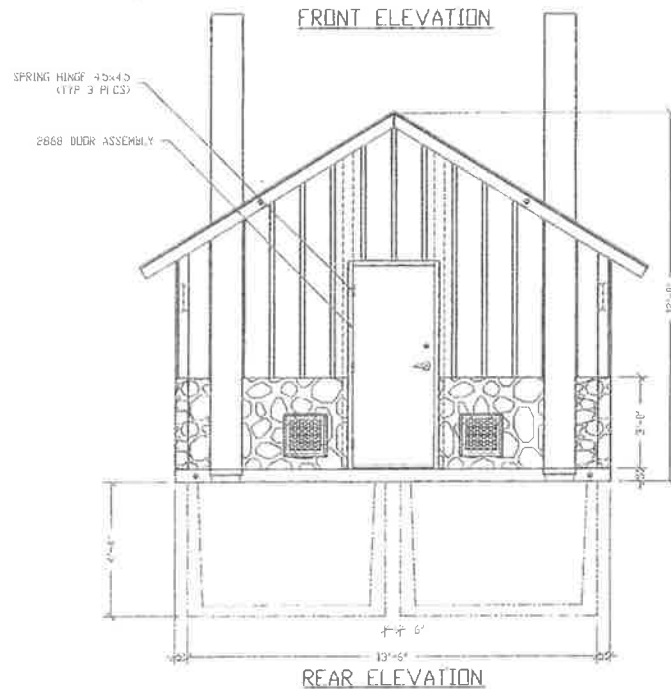 FRONT ELEVATION
SPRING HINGE 4.5x4.5
(TYP 3 PLCS)
2868 DOOR ASSEMBLY
3'-0"
6"
13'-6"
REAR ELEVATION